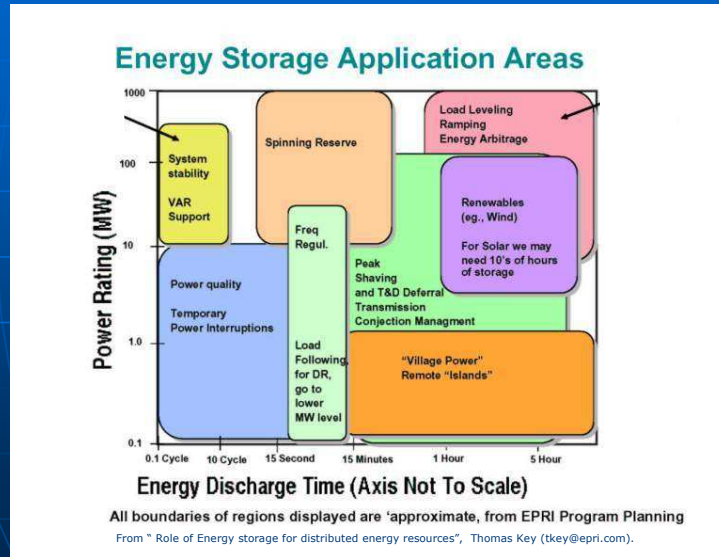 Energy Storage Application Areas
1000
100
10
1.0
0.1
Power Rating (MW)
System
stability
VAR
Support
Spinning Reserve
Load Leveling
Ramping
Energy Arbitrage
Renewables
(eg., Wind)
For Solar we may
need 10's of hours
of storage
Freq
Regul.
Load
Following,
for DR,
go to
lower
MW level
Peak
Shaving
and T&D Deferral
Transmission
Conjection Managment
Power quality
Temporary
Power Interruptions
"Village Power"
Remote "Islands"
0.1 Cycle
10 Cycle
15 Second
15 Minutes
1 Hour
5 Hour
Energy Discharge Time (Axis Not To Scale)
All boundaries of regions displayed are 'approximate, from EPRI Program Planning
From " Role of Energy storage for distributed energy resources", Thomas Key (tkey@epri.com).